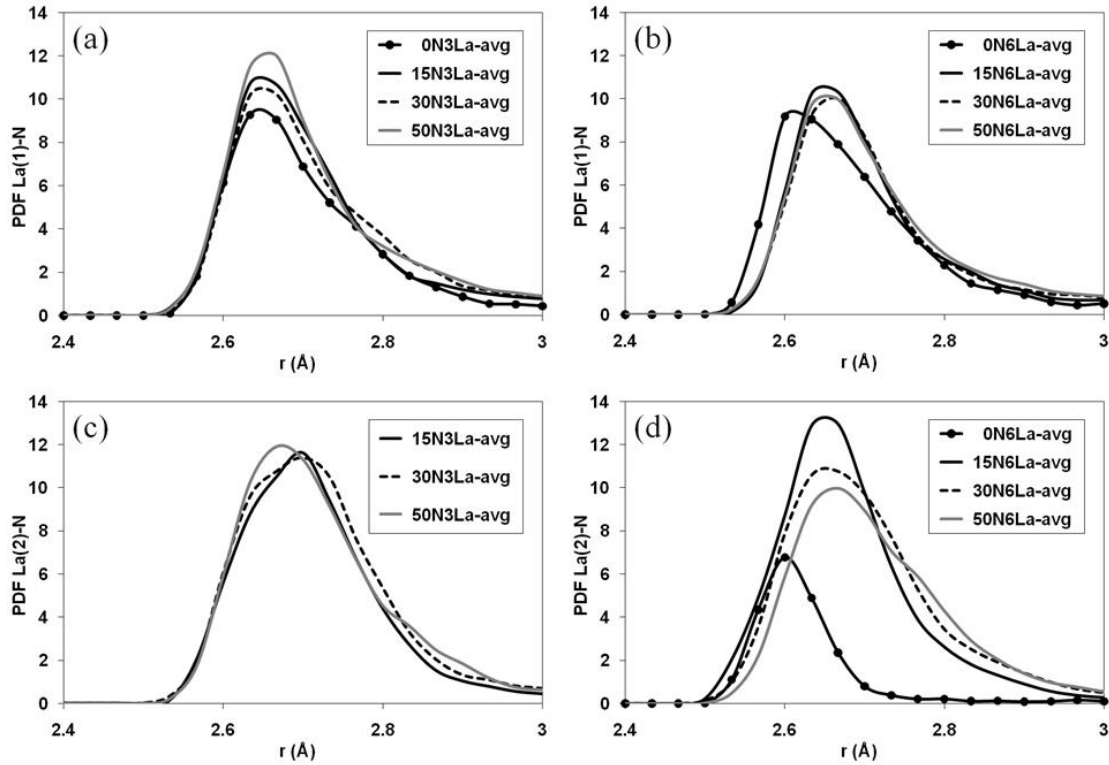 (a)
PDF La(1)-N
14
12
10
8
6
4
2
0
2.4 2.6 2.8 3
r (Å)
0N3La-avg
15N3La-avg
30N3La-avg
50N3La-avg
(b)
PDF La(1)-N
14
12
10
8
6
4
2
0
2.4 2.6 2.8 3
r (Å)
0N6La-avg
15N6La-avg
30N6La-avg
50N6La-avg
(c)
PDF La(2)-N
14
12
10
8
6
4
2
0
2.4 2.6 2.8 3
r (Å)
15N3La-avg
30N3La-avg
50N3La-avg
(d)
PDF La(2)-N
14
12
10
8
6
4
2
0
2.4 2.6 2.8 3
r (Å)
0N6La-avg
15N6La-avg
30N6La-avg
50N6La-avg